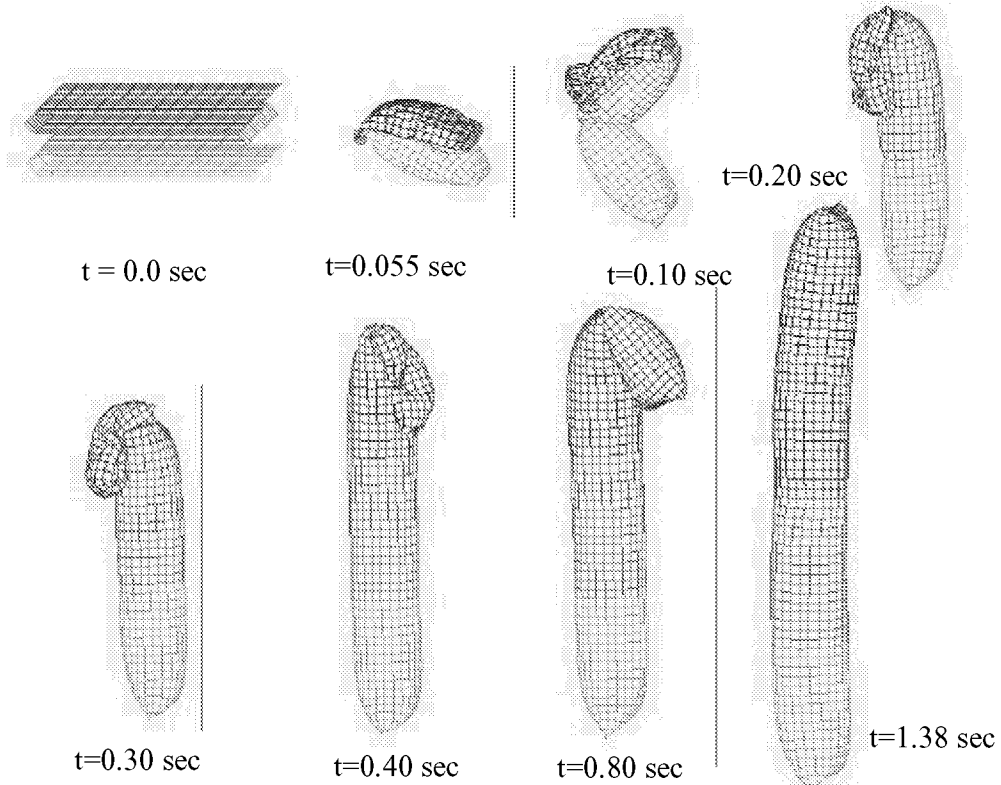 t = 0.0 sec
t=0.055 sec
t=0.10 sec
t=0.20 sec
t=0.30 sec
t=0.40 sec
t=0.80 sec
t=1.38 sec